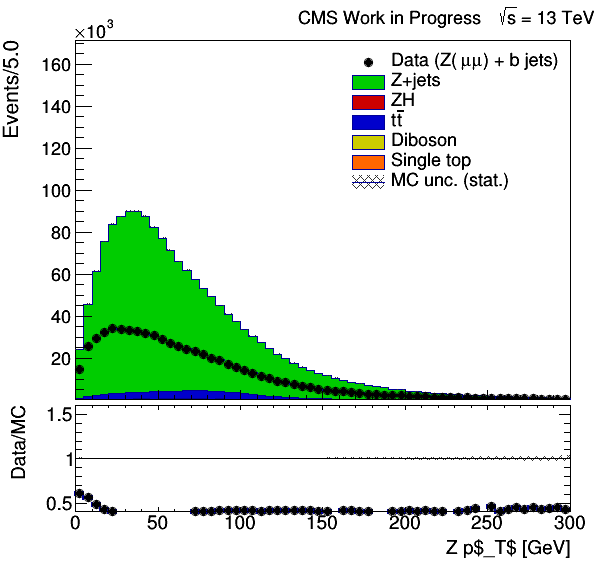 CMS Work in Progress √s = 13 TeV
×10³
Events/5.0
160
140
120
100
80
60
40
20
Data (Z(μμ) + b jets)
Z+jets
ZH
tt̄
Diboson
Single top
MC unc. (stat.)
Data/MC
1.5
1
0.5
0 50 100 150 200 250 300
Z p$_T$ [GeV]